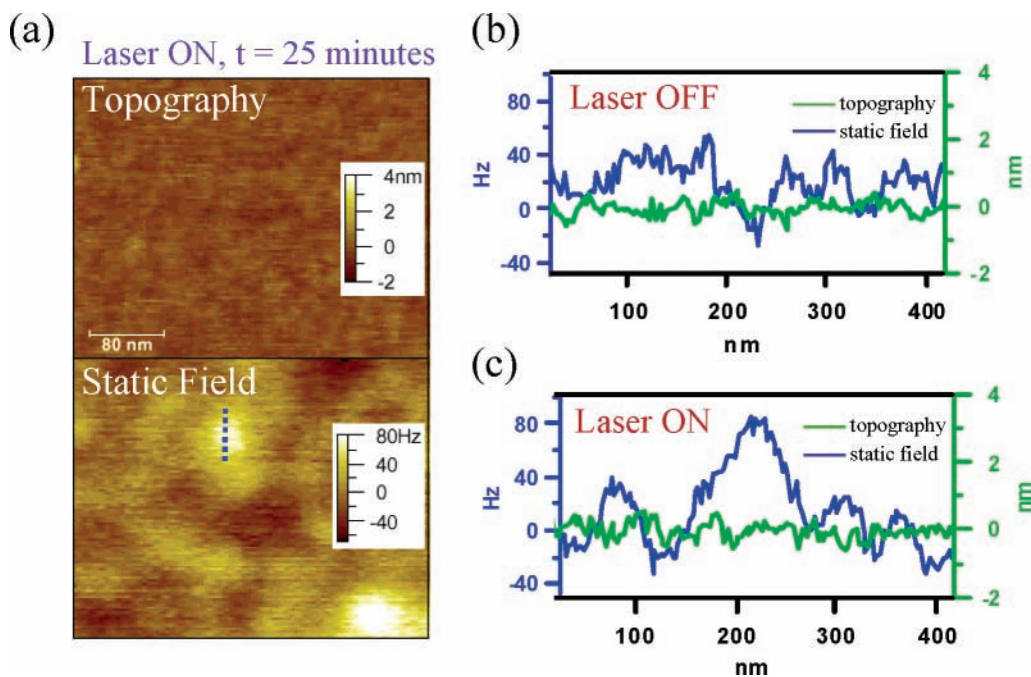 (a)
Laser ON, t = 25 minutes
Topography
4nm
2
0
-2
80 nm
Static Field
80Hz
40
0
-40
(b)
Laser OFF
topography
static field
80
40
0
-40
Hz
4
2
0
-2
nm
100 200 300 400
nm
(c)
Laser ON
topography
static field
80
40
0
-40
Hz
4
2
0
-2
nm
100 200 300 400
nm